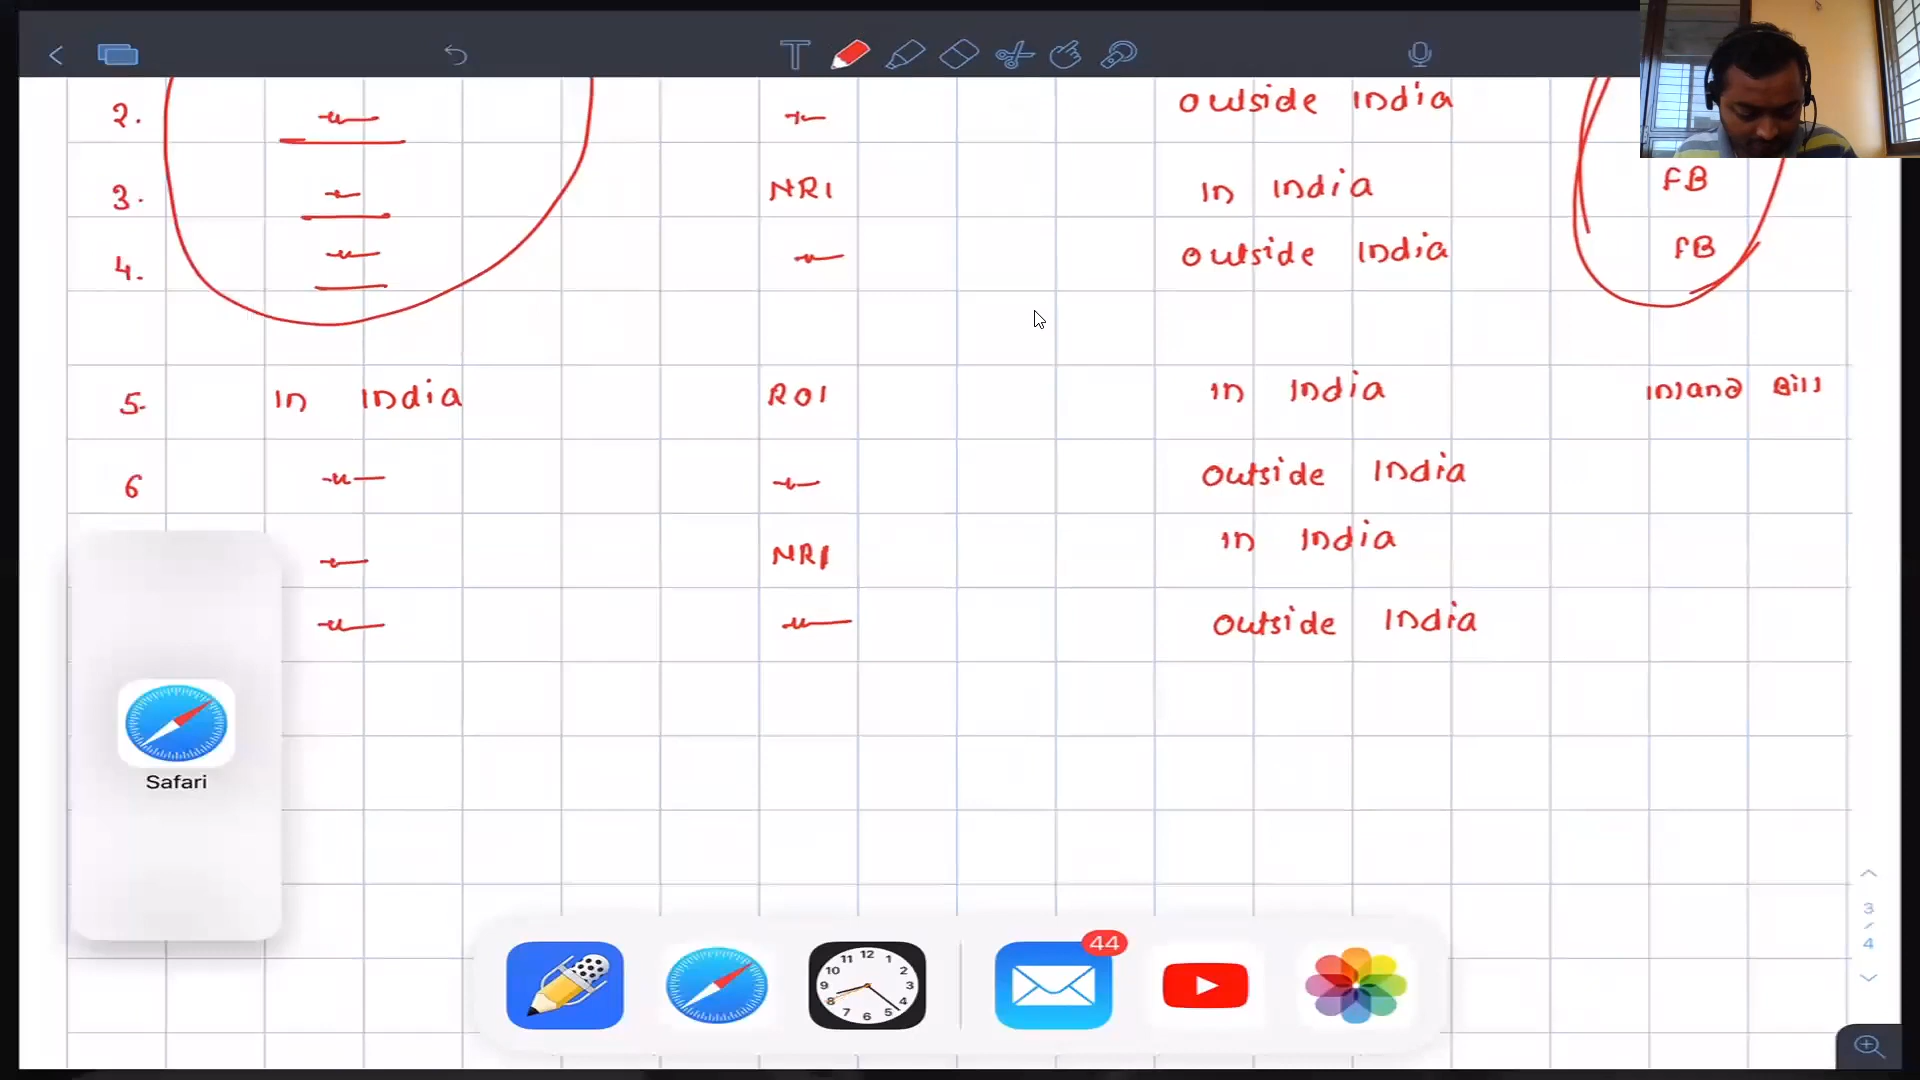 2. -〃- -〃- Outside India
3. -〃- NRI In India FB
4. -〃- -〃- Outside India FB
5. In India ROI In India Inland Bill
6 -〃- -〃- Outside India
-〃- NRI In India
-〃- -〃- Outside India
Safari
3
/
4
44
12
11 1
10 2
9 3
8 4
7 6 5
T